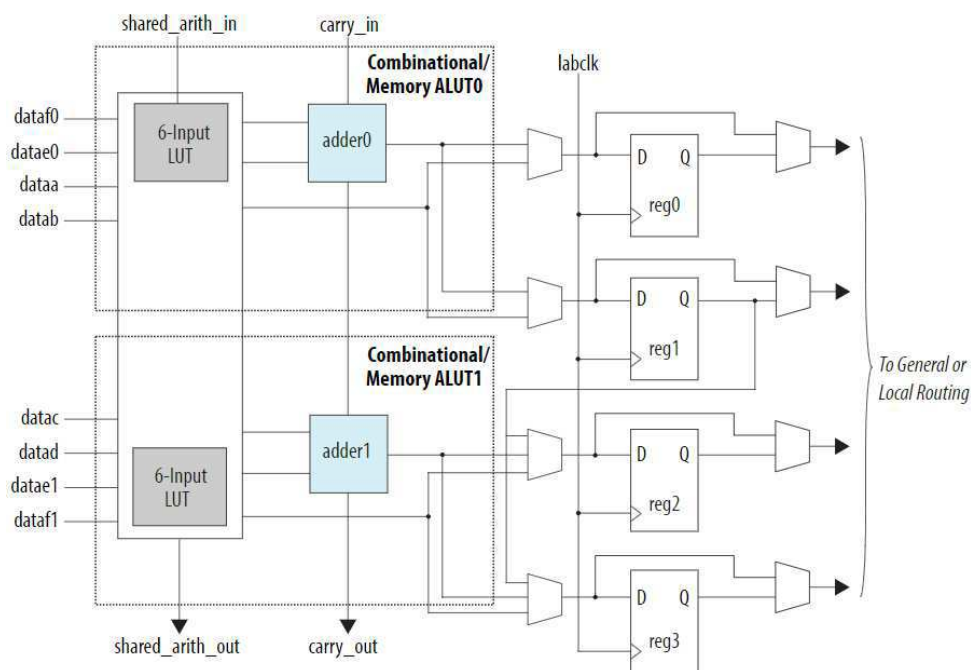 shared_arith_in
carry_in
Combinational/
Memory ALUT0
labclk
dataf0
datae0
dataa
datab
6-Input
LUT
adder0
D Q
reg0
D Q
reg1
Combinational/
Memory ALUT1
To General or
Local Routing
datac
datad
datae1
dataf1
6-Input
LUT
adder1
D Q
reg2
D Q
reg3
shared_arith_out
carry_out